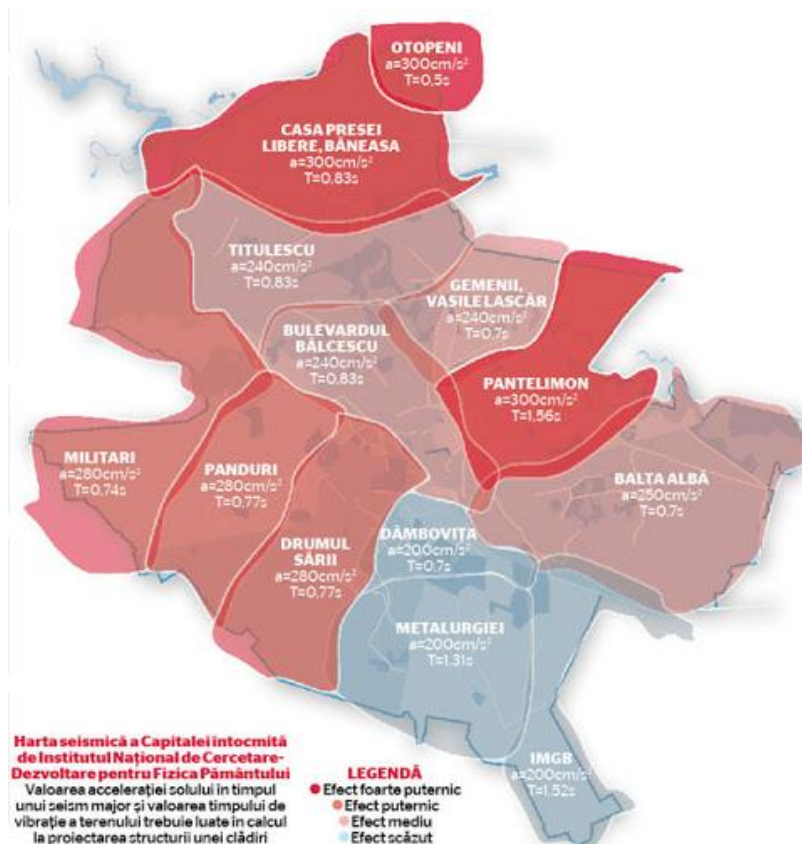 OTOPENI
a=300cm/s²
T=0,5s
CASA PRESEI
LIBERE, BĂNEASA
a=300cm/s²
T=0,83s
TITULESCU
a=240cm/s²
T=0,83s
GEMENII,
VASILE LASCĂR
a=240cm/s²
T=0,7s
BULEVARDUL
BĂLCESCU
a=240cm/s²
T=0,83s
PANTELIMON
a=300cm/s²
T=1,56s
MILITARI
a=280cm/s²
T=0,74s
PANDURI
a=280cm/s²
T=0,77s
BALTA ALBĂ
a=250cm/s²
T=0,7s
DRUMUL
SĂRII
a=280cm/s²
T=0,77s
DÂMBOVIȚA
a=200cm/s²
T=0,7s
METALURGIEI
a=200cm/s²
T=1,31s
IMGB
a=200cm/s²
T=1,52s
Harta seismică a Capitalei întocmită
de Institutul Național de Cercetare-
Dezvoltare pentru Fizica Pământului
Valoarea accelerației solului în timpul
unui seism major și valoarea timpului de
vibrație a terenului trebuie luate în calcul
la proiectarea structurii unei clădiri
LEGENDĂ
Efect foarte puternic
Efect puternic
Efect mediu
Efect scăzut